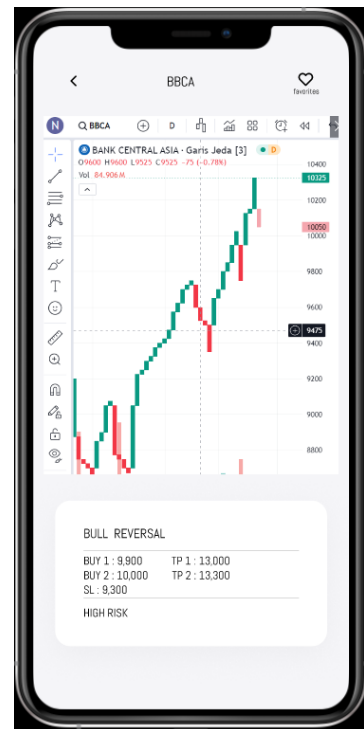 BBCA
favorites
N
BBCA
D
BANK CENTRAL ASIA · Garis Jeda [3]
D
O9600 H9600 L9525 C9525 -75 (-0.78%)
Vol 84.906M
10400
10325
10200
10050
10000
9800
9600
9475
9400
9200
9000
8800
T
BULL REVERSAL
BUY 1 : 9,900 TP 1 : 13,000
BUY 2 : 10,000 TP 2 : 13,300
SL : 9,300
HIGH RISK